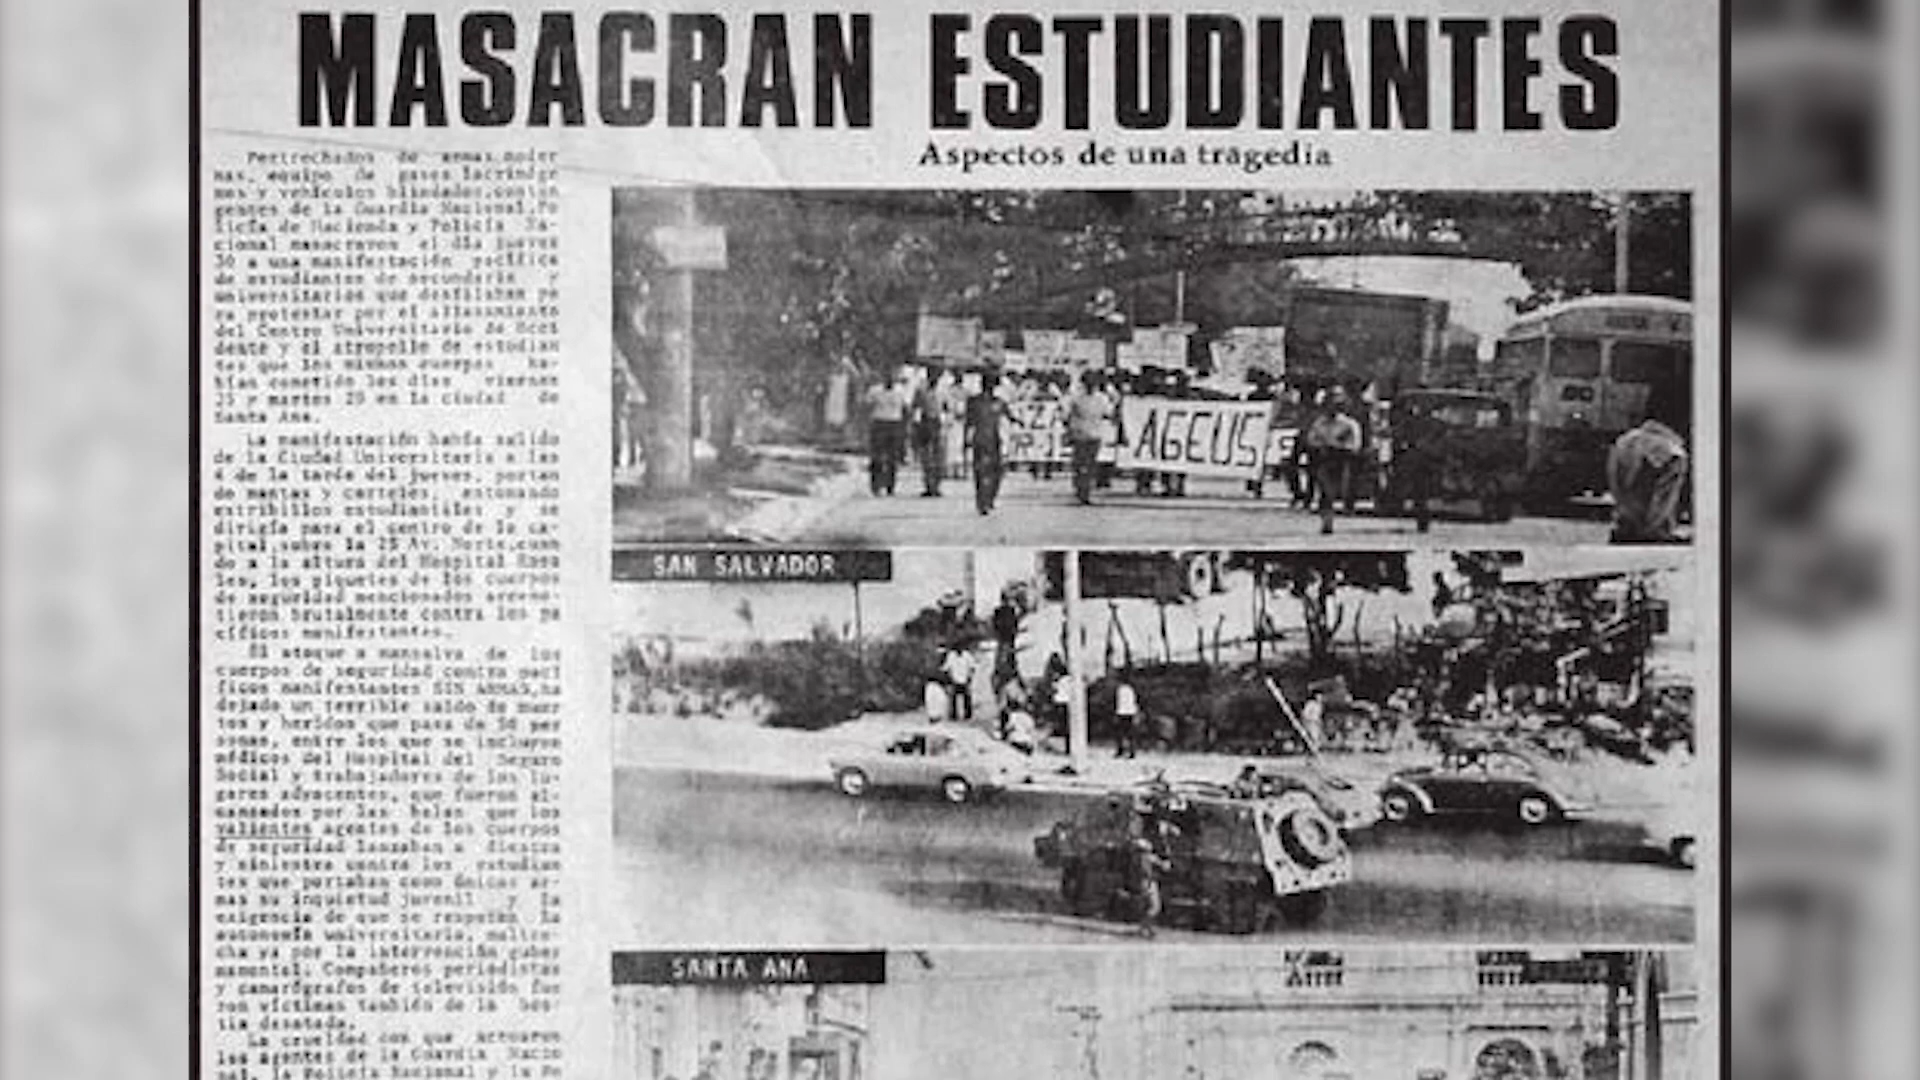 MASACRAN ESTUDIANTES
Aspectos de una tragedia
Pertrechados de armas moder
nas, equipo de gases lacrimóge
nos y vehículos blindados, contin
gentes de la Guardia Nacional, Po
licía de Hacienda y Policía Na-
cional masacraron el día jueves
30 a una manifestación pacífica
de estudiantes de secundaria y
universitarios que desfilaban pa
ra protestar por el allanamiento
del Centro Universitario de Occi
dente y el atropello de estudian
tes que los mismos cuerpos ha-
bían cometido los días viernes
25 y martes 29 en la ciudad de
Santa Ana.
La manifestación había salido
de la Ciudad Universitaria a las
4 de la tarde del jueves, portan
do mantas y carteles, entonando
estribillos estudiantiles y se
dirigía para el centro de la ca-
pital, sobre la 25 Av. Norte, cuan
do a la altura del Hospital Rosa
les, los piquetes de los cuerpos
de seguridad mencionados arreme-
tieron brutalmente contra los pa
cíficos manifestantes.
El ataque a mansalva de los
cuerpos de seguridad contra pací
ficos manifestantes SIN ARMAS, ha
dejado un terrible saldo de muer
tos y heridos que pasa de 50 per
sonas, entre los que se incluyen
médicos del Hospital del Seguro
Social y trabajadores de los lu-
gares adyacentes, que fueron al-
canzados por las balas que los
valientes agentes de los cuerpos
de seguridad lanzaban a diestra
y siniestra contra los estudian
tes que portaban como únicas ar-
mas su inquietud juvenil y la
exigencia de que se respetara la
autonomía universitaria, maltre-
cha ya por la intervención guber
namental. Compañeros periodistas
y camarógrafos de televisión fue
ron víctimas también de la bes-
tia desatada.
La crueldad con que actuaron
los agentes de la Guardia Nacio
nal, la Policía Nacional y la Po
AGEUS
SAN SALVADOR
SANTA ANA